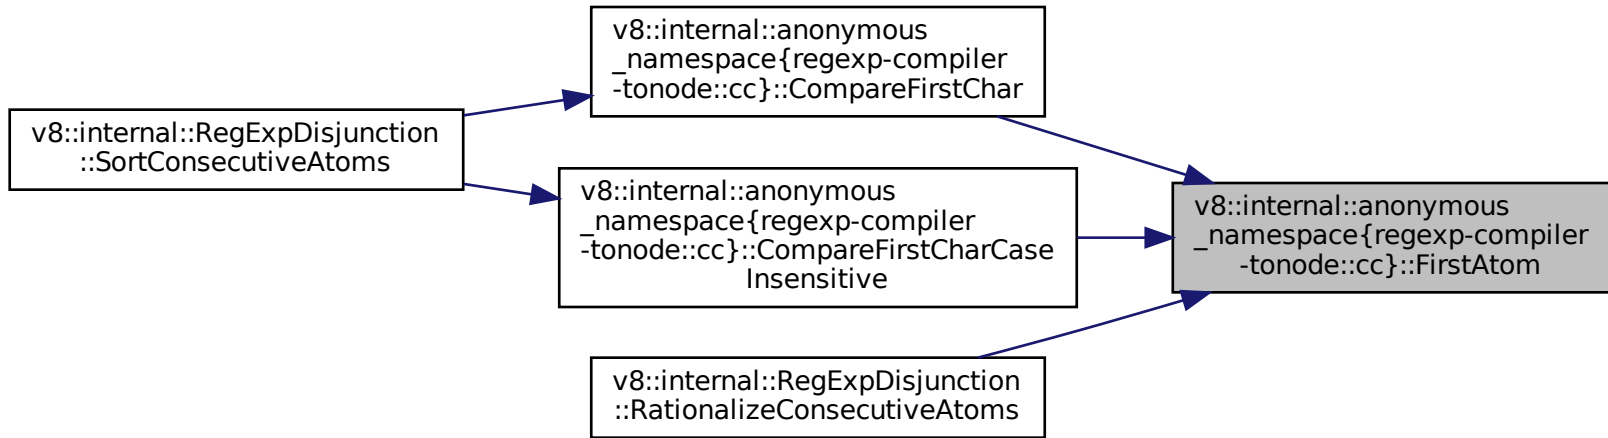 v8::internal::RegExpDisjunction
::SortConsecutiveAtoms
v8::internal::anonymous
_namespace{regexp-compiler
-tonode::cc}::CompareFirstChar
v8::internal::anonymous
_namespace{regexp-compiler
-tonode::cc}::CompareFirstCharCase
Insensitive
v8::internal::RegExpDisjunction
::RationalizeConsecutiveAtoms
v8::internal::anonymous
_namespace{regexp-compiler
-tonode::cc}::FirstAtom